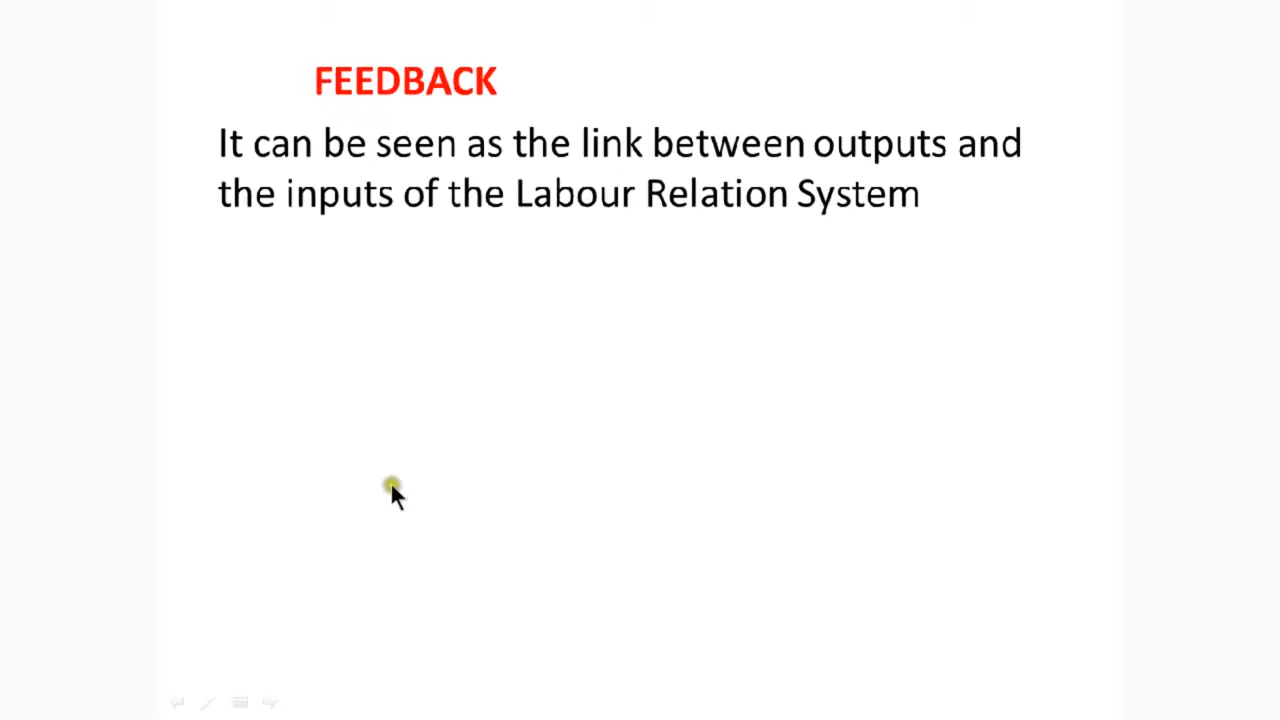 FEEDBACK
It can be seen as the link between outputs and
the inputs of the Labour Relation System